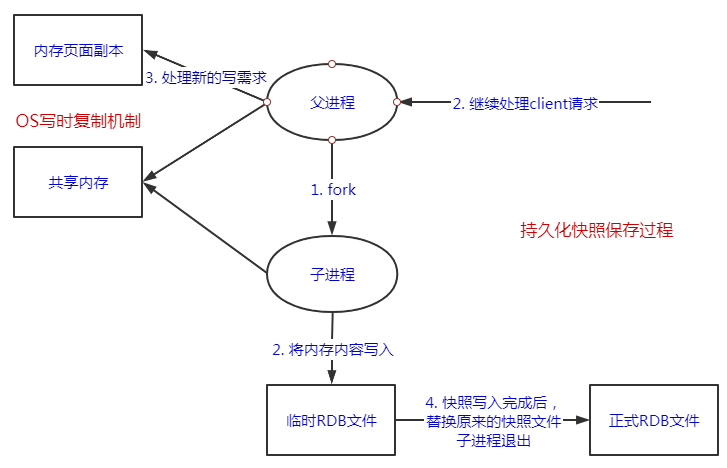 内存页面副本
3. 处理新的写需求
父进程
2. 继续处理client请求
OS写时复制机制
共享内存
1. fork
持久化快照保存过程
子进程
2. 将内存内容写入
临时RDB文件
4. 快照写入完成后，
替换原来的快照文件
子进程退出
正式RDB文件